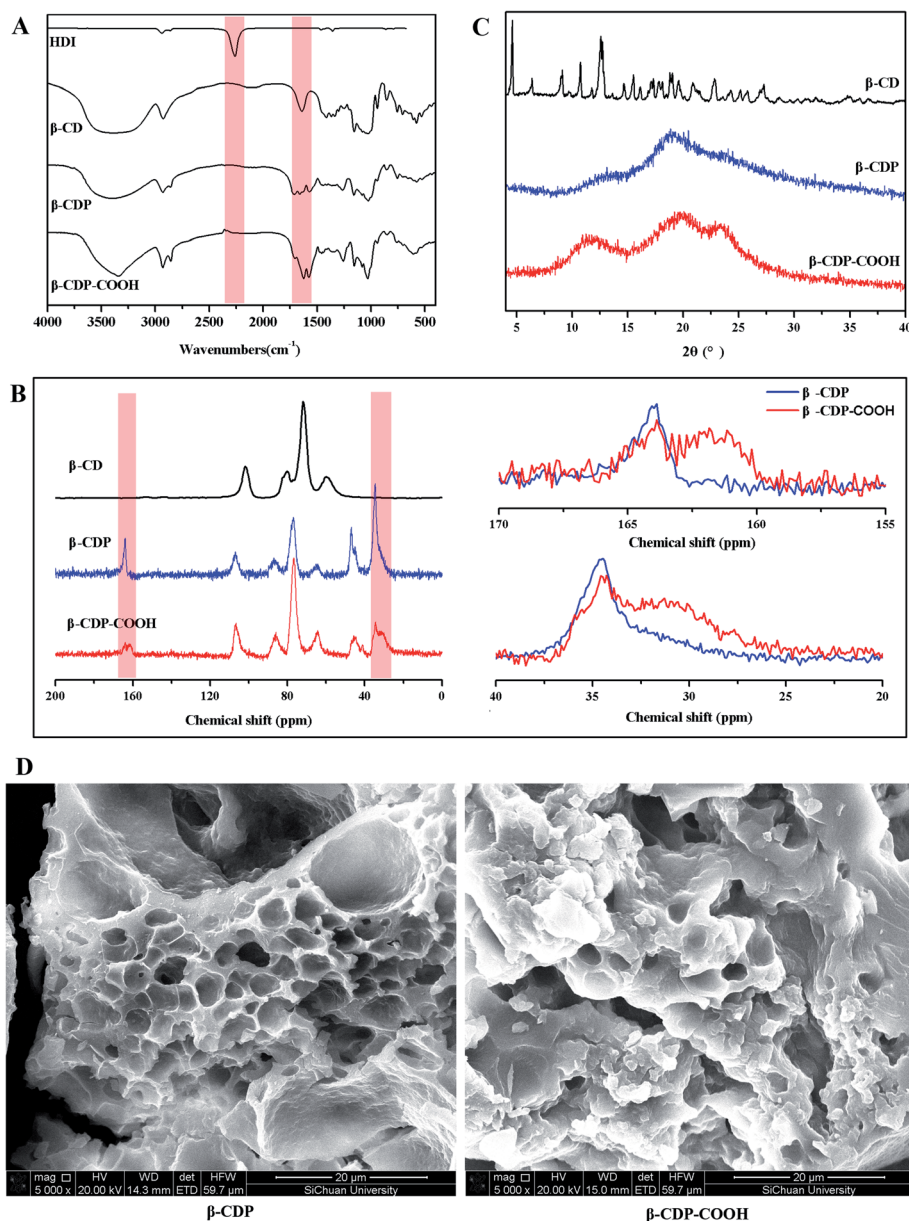 A
HDI
β-CD
β-CDP
β-CDP-COOH
4000 3500 3000 2500 2000 1500 1000 500
Wavenumbers(cm⁻¹)
C
β-CD
β-CDP
β-CDP-COOH
5 10 15 20 25 30 35 40
2θ (°)
B
β-CD
β-CDP
β-CDP-COOH
200 160 120 80 40 0
Chemical shift (ppm)
β -CDP
β -CDP-COOH
170 165 160 155
Chemical shift (ppm)
40 35 30 25 20
Chemical shift (ppm)
D
mag □ HV WD det HFW 20 µm
5 000 x 20.00 kV 14.3 mm ETD 59.7 µm SiChuan University
β-CDP
mag □ HV WD det HFW 20 µm
5 000 x 20.00 kV 15.0 mm ETD 59.7 µm SiChuan University
β-CDP-COOH